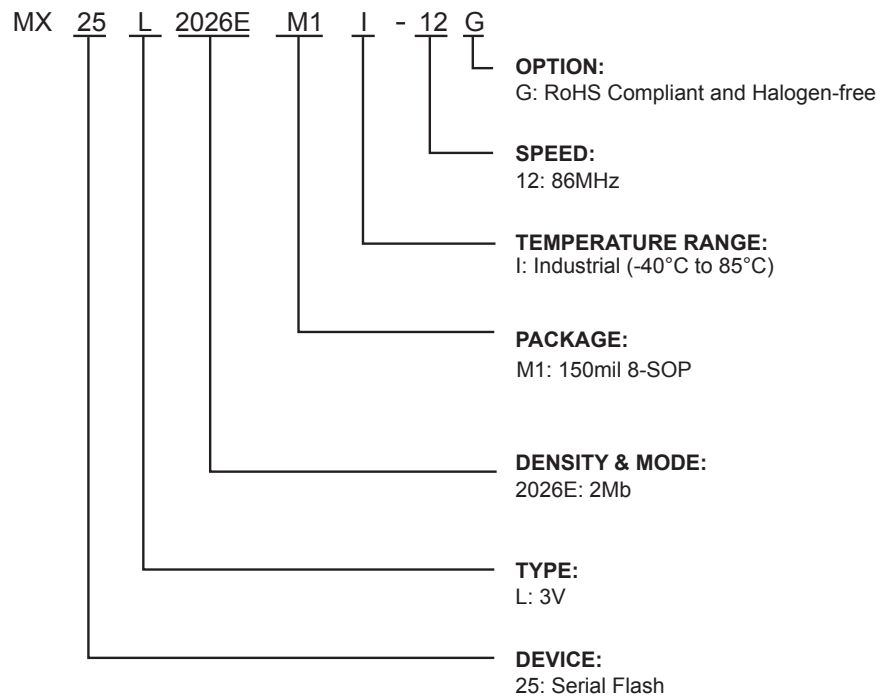 MX 25 L 2026E M1 I - 12 G
OPTION:
G: RoHS Compliant and Halogen-free
SPEED:
12: 86MHz
TEMPERATURE RANGE:
I: Industrial (-40°C to 85°C)
PACKAGE:
M1: 150mil 8-SOP
DENSITY & MODE:
2026E: 2Mb
TYPE:
L: 3V
DEVICE:
25: Serial Flash